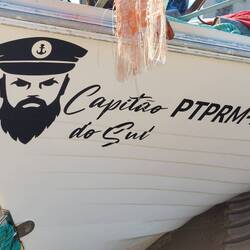 Capitão PTPRM-
do Sul